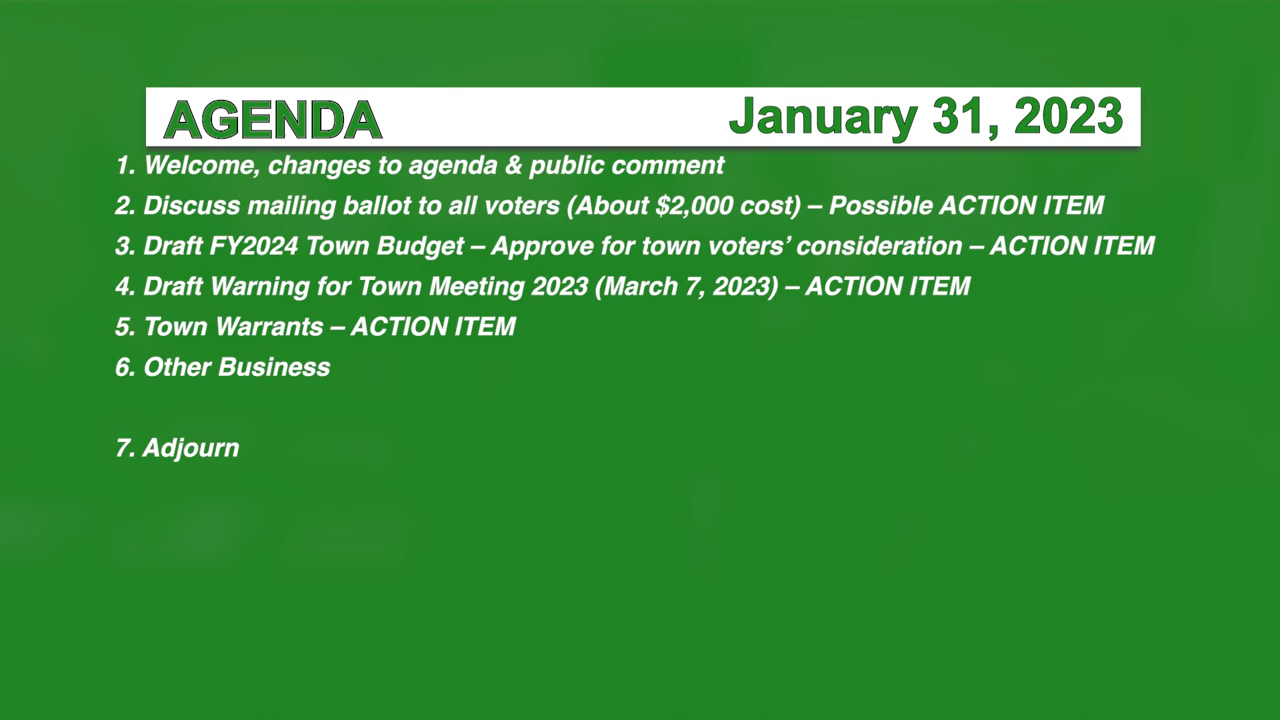 AGENDA January 31, 2023
1. Welcome, changes to agenda & public comment
2. Discuss mailing ballot to all voters (About $2,000 cost) – Possible ACTION ITEM
3. Draft FY2024 Town Budget – Approve for town voters’ consideration – ACTION ITEM
4. Draft Warning for Town Meeting 2023 (March 7, 2023) – ACTION ITEM
5. Town Warrants – ACTION ITEM
6. Other Business
7. Adjourn